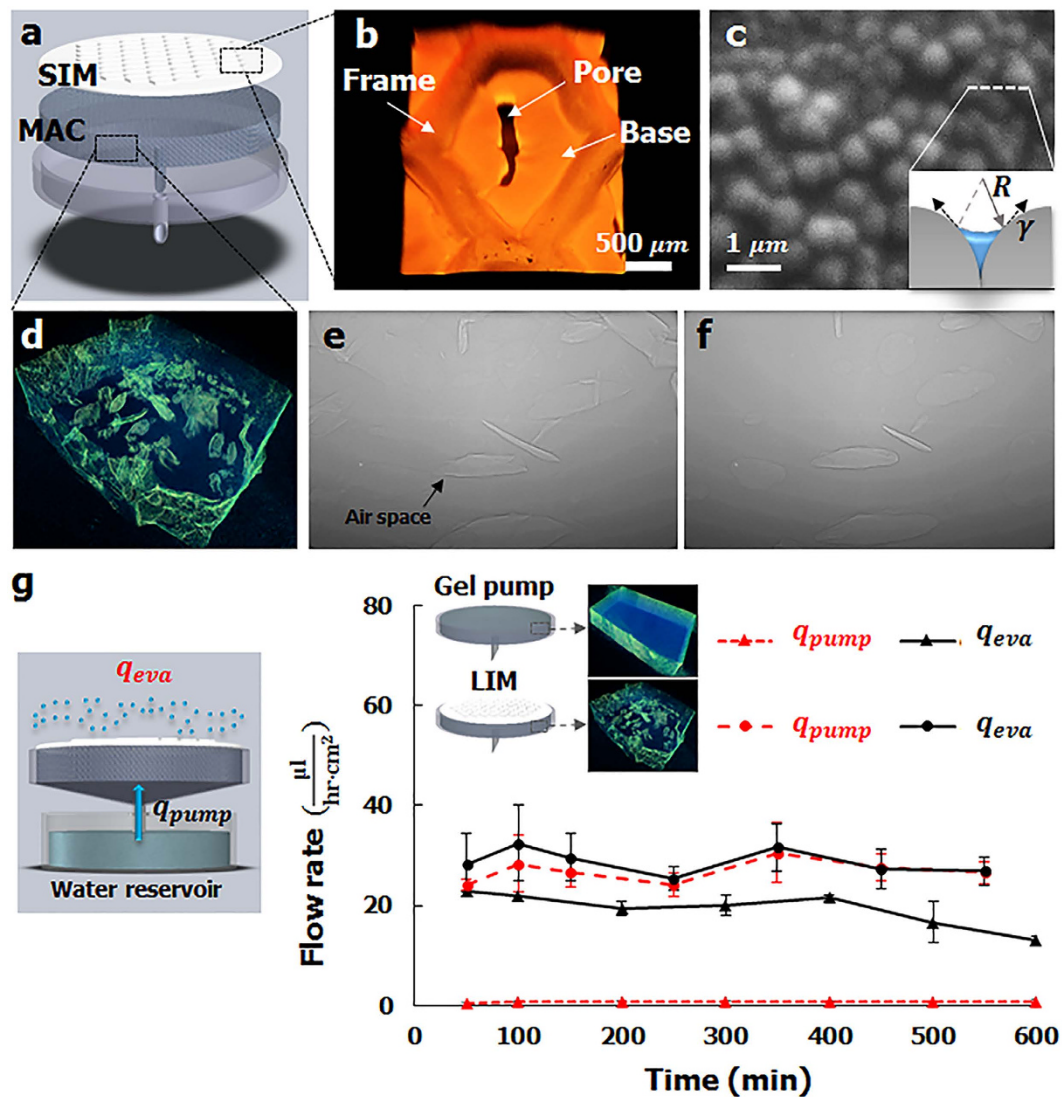 a
SIM
MAC
b
Frame
Pore
Base
500 μm
c
R
γ
1 μm
d
e
Air space
f
g
q_eva
q_pump
Water reservoir
Gel pump
LIM
q_pump
q_eva
q_pump
q_eva
Flow rate (μl/hr·cm²)
80
60
40
20
0
0 100 200 300 400 500 600
Time (min)